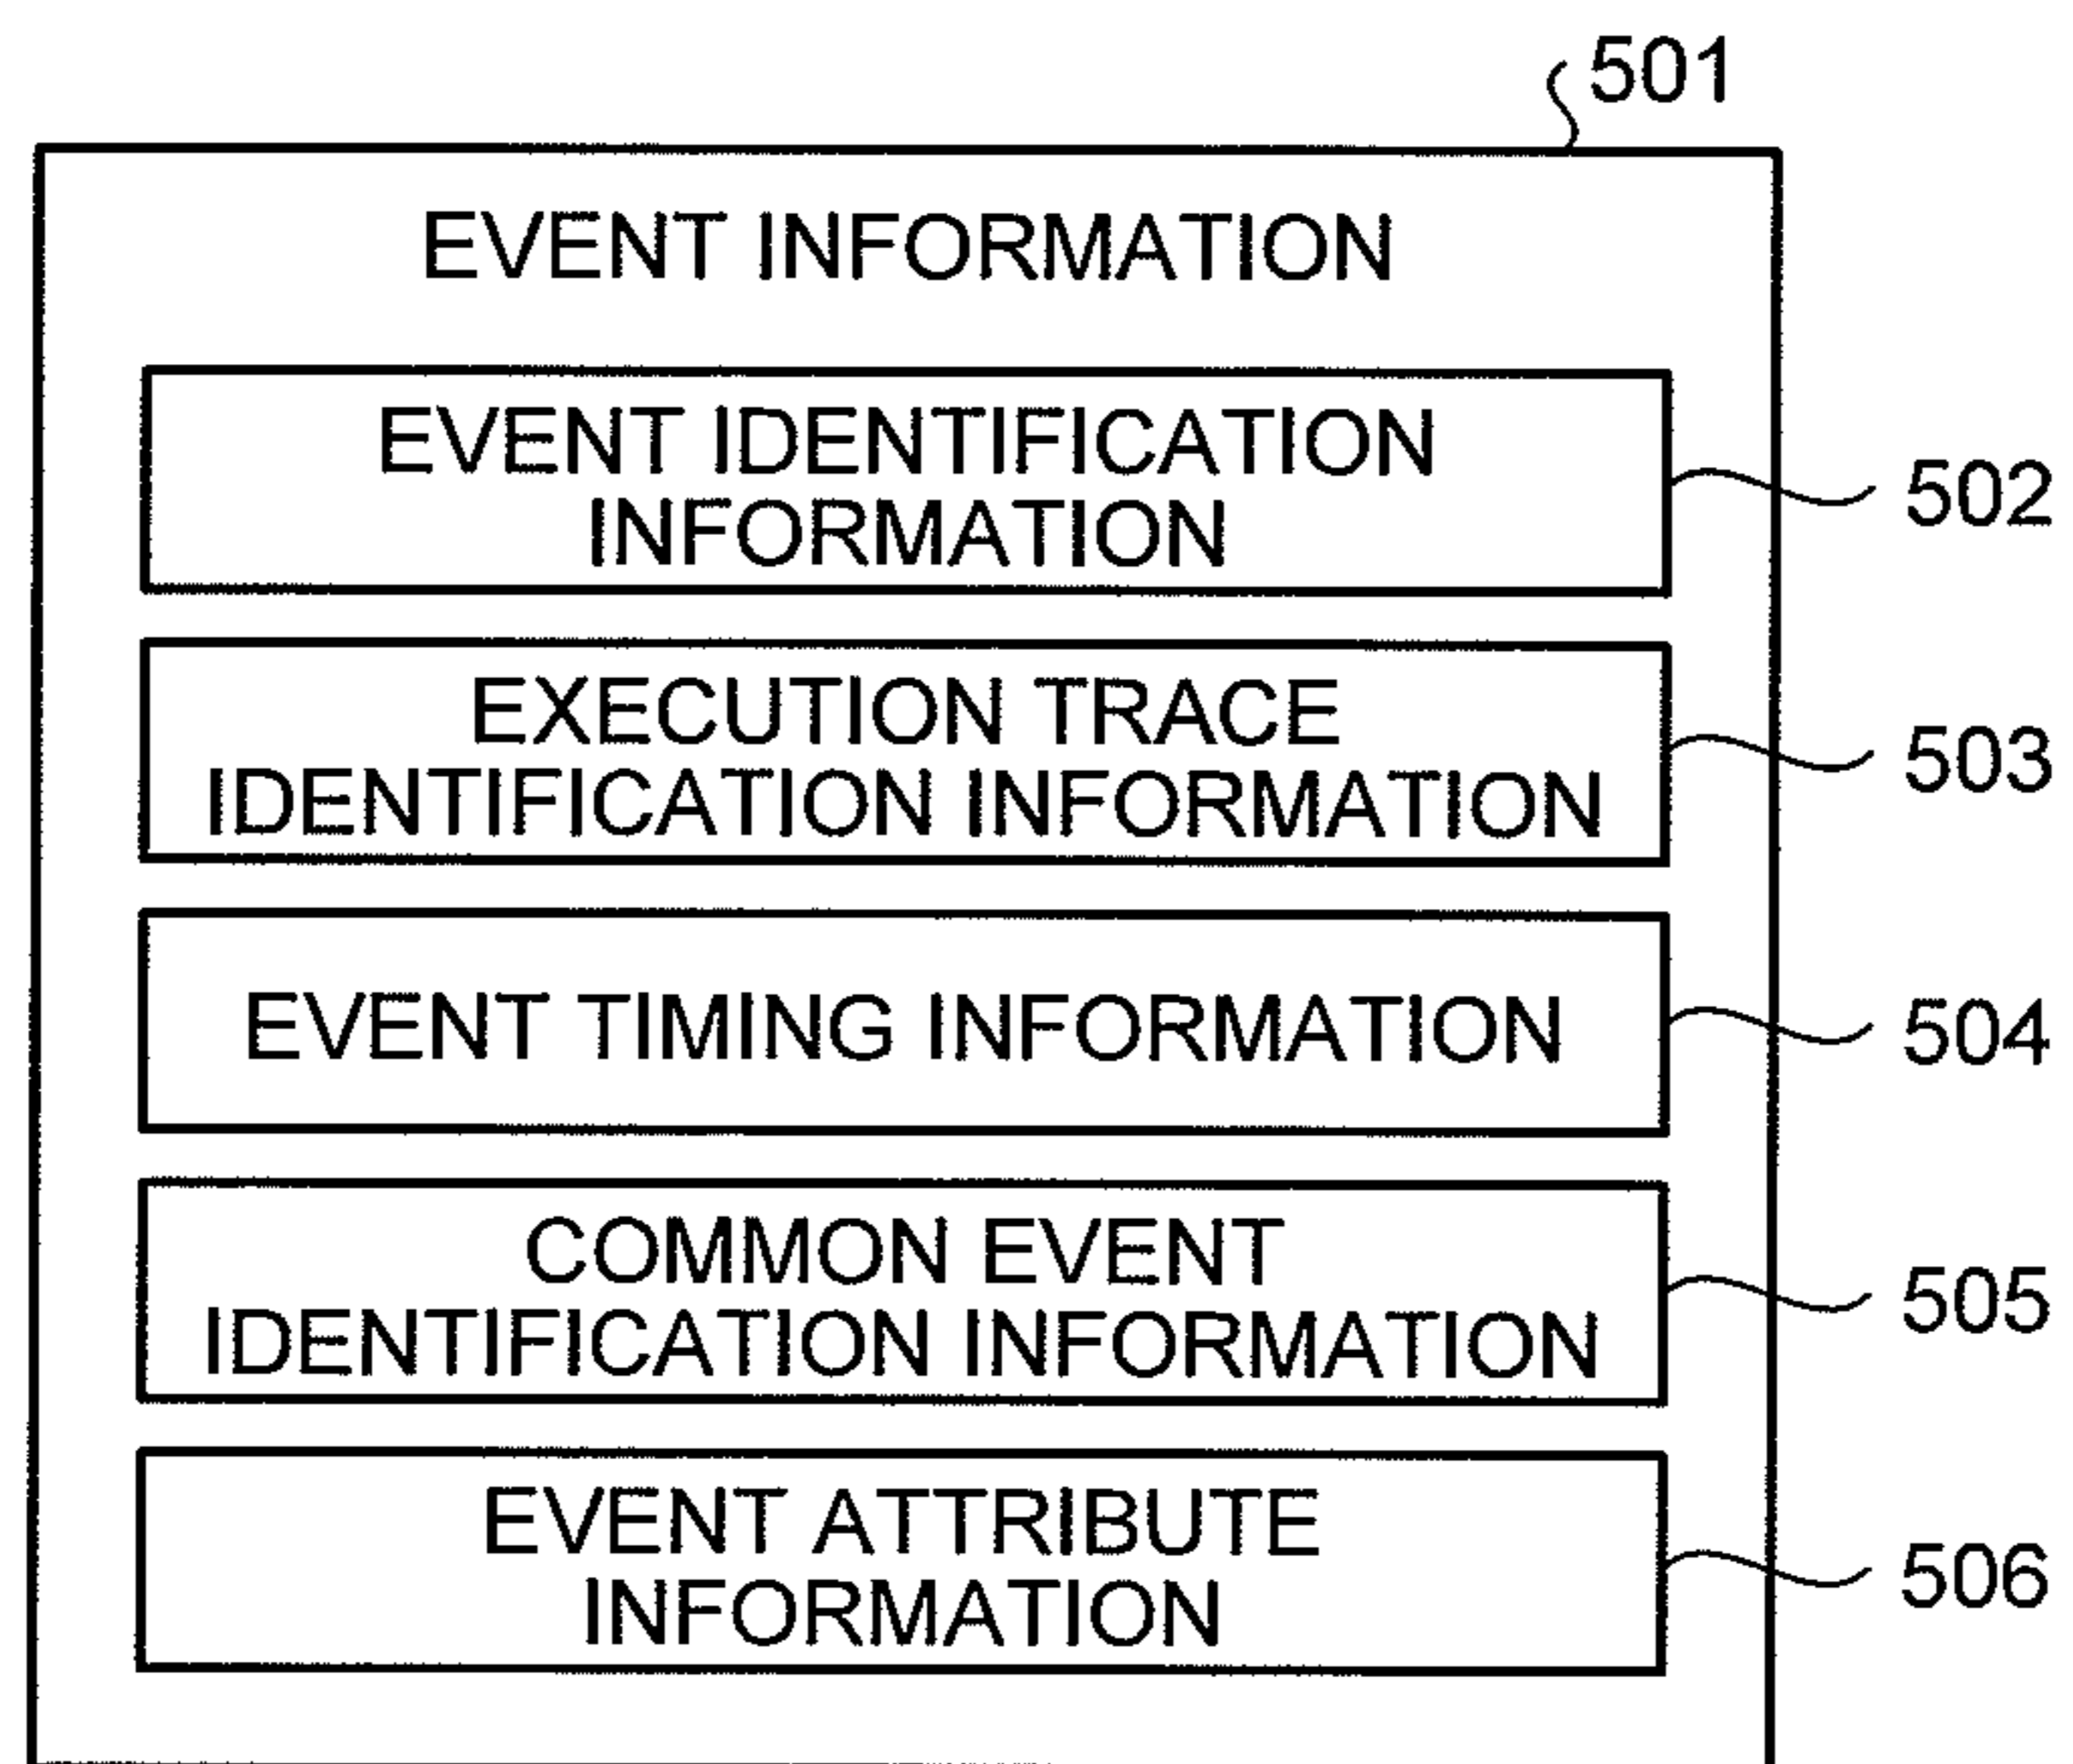 501
EVENT INFORMATION
EVENT IDENTIFICATION
INFORMATION
502
EXECUTION TRACE
IDENTIFICATION INFORMATION
503
EVENT TIMING INFORMATION
504
COMMON EVENT
IDENTIFICATION INFORMATION
505
EVENT ATTRIBUTE
INFORMATION
506